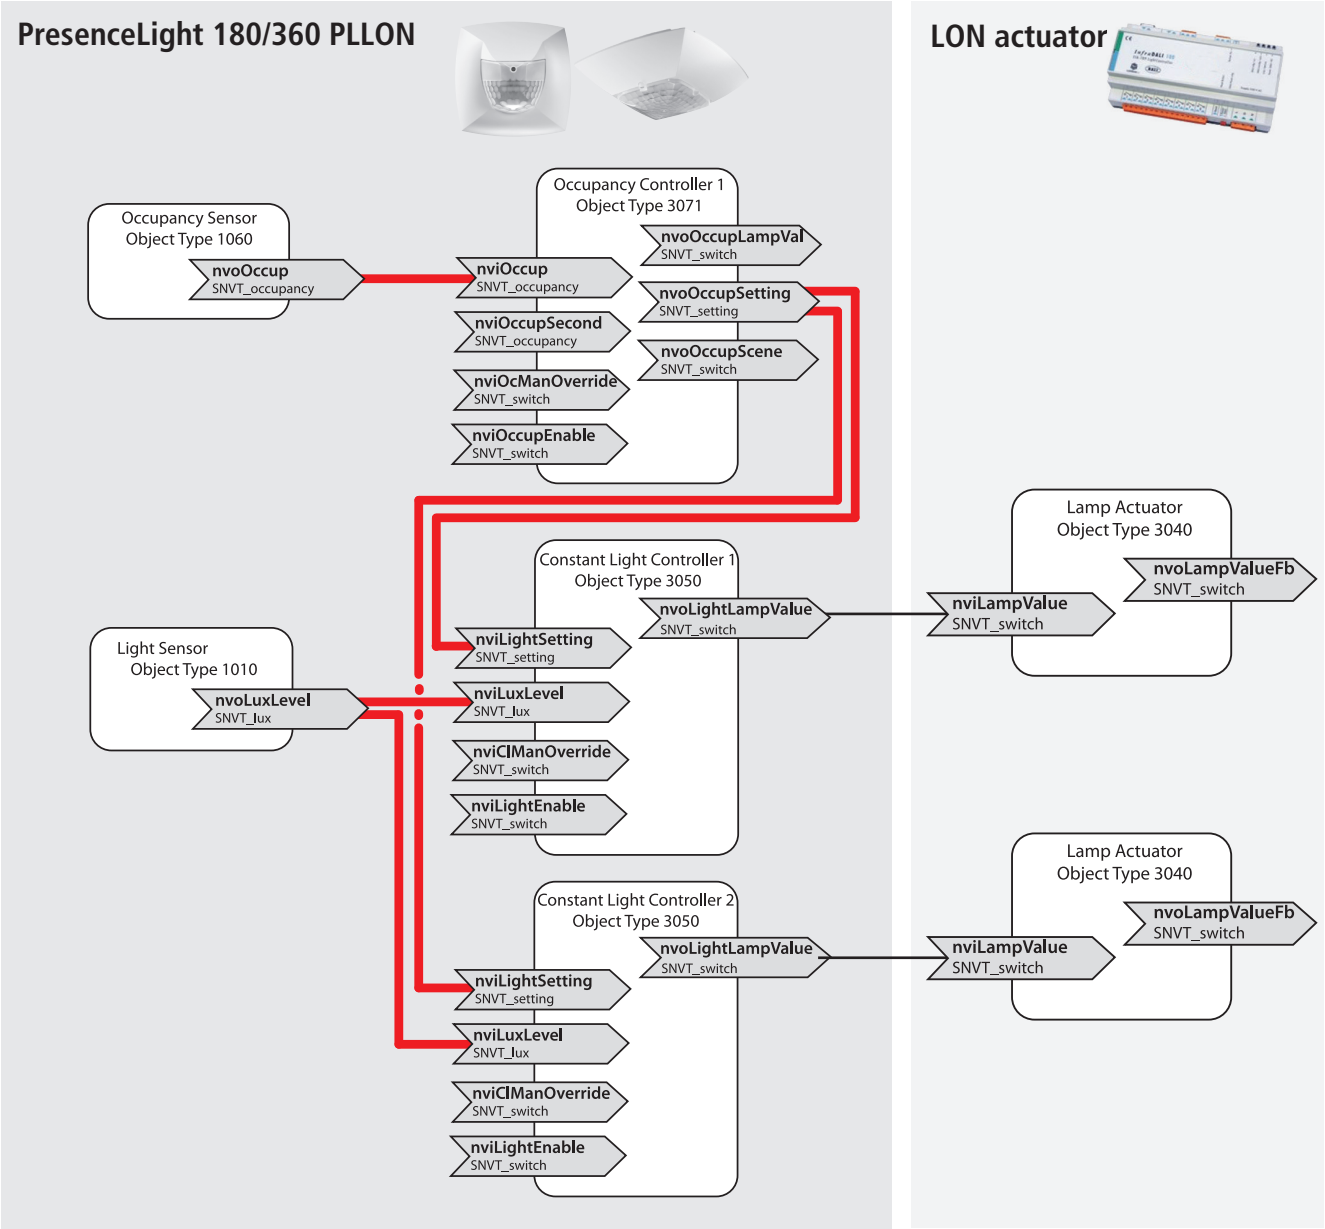 PresenceLight 180/360 PLLON
LON actuator
Occupancy Sensor
Object Type 1060
nvoOccup
SNVT_occupancy
Occupancy Controller 1
Object Type 3071
nvoOccupLampVal
SNVT_switch
nviOccup
SNVT_occupancy
nvoOccupSetting
SNVT_setting
nviOccupSecond
SNVT_occupancy
nvoOccupScene
SNVT_switch
nviOcManOverride
SNVT_switch
nviOccupEnable
SNVT_switch
Light Sensor
Object Type 1010
nvoLuxLevel
SNVT_lux
Constant Light Controller 1
Object Type 3050
nvoLightLampValue
SNVT_switch
nviLightSetting
SNVT_setting
nviLuxLevel
SNVT_lux
nviClManOverride
SNVT_switch
nviLightEnable
SNVT_switch
Lamp Actuator
Object Type 3040
nvoLampValueFb
SNVT_switch
nviLampValue
SNVT_switch
Constant Light Controller 2
Object Type 3050
nvoLightLampValue
SNVT_switch
nviLightSetting
SNVT_setting
nviLuxLevel
SNVT_lux
nviClManOverride
SNVT_switch
nviLightEnable
SNVT_switch
Lamp Actuator
Object Type 3040
nvoLampValueFb
SNVT_switch
nviLampValue
SNVT_switch